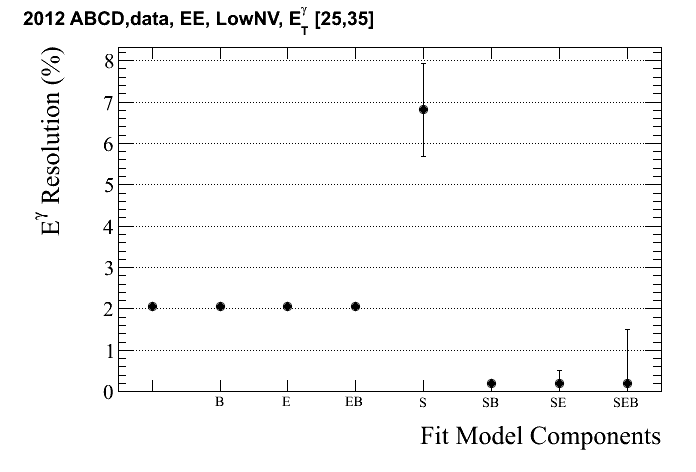 2012 ABCD,data, EE, LowNV, E_T^γ [25,35]
E^γ Resolution (%)
8
7
6
5
4
3
2
1
0
B E EB S SB SE SEB
Fit Model Components